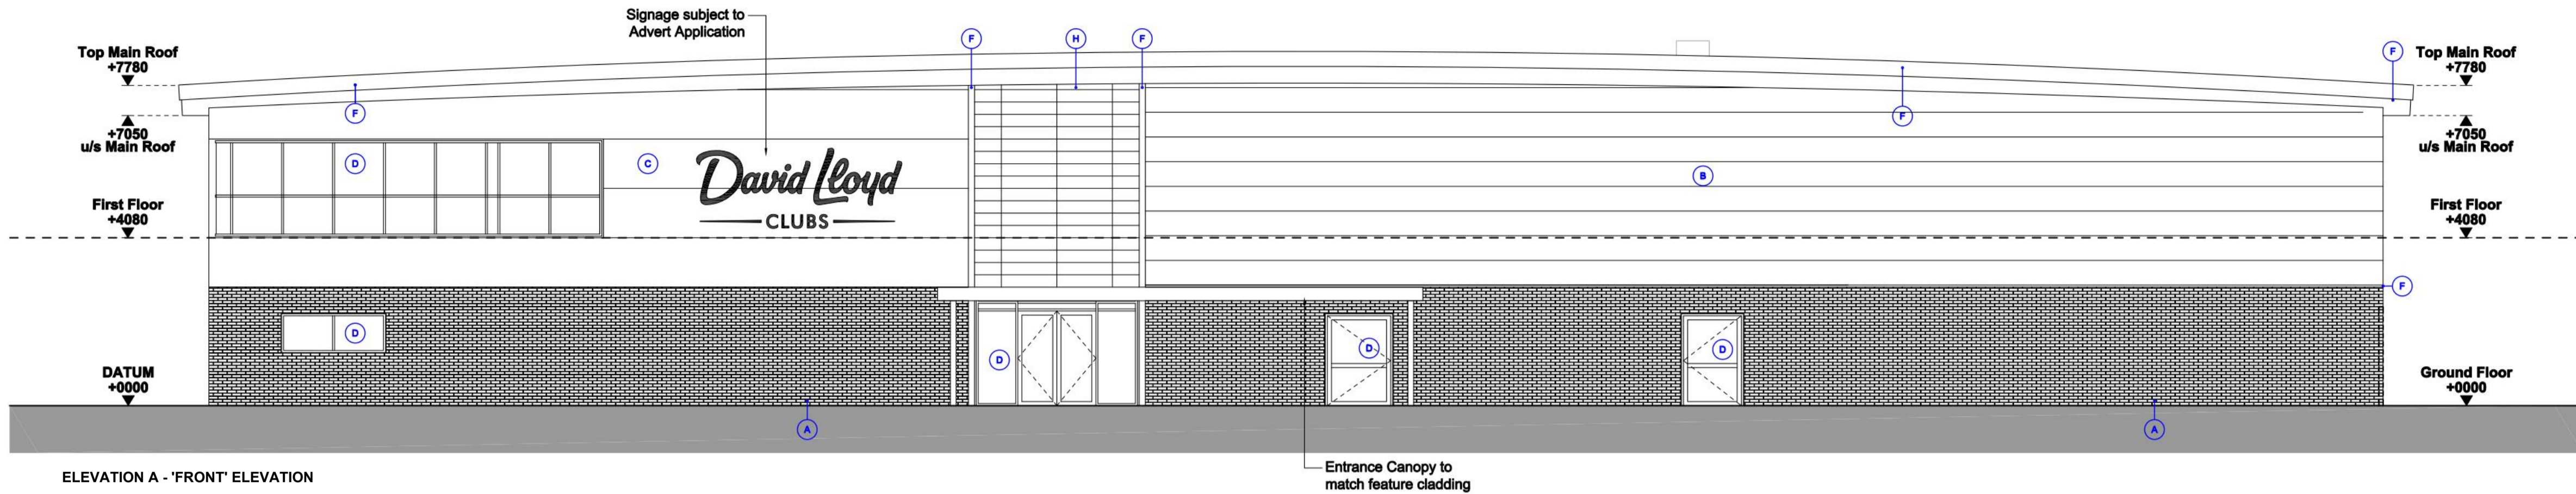 Signage subject to
Advert Application
F
H
F
F
Top Main Roof
+7780
Top Main Roof
+7780
F
F
+7050
u/s Main Roof
+7050
u/s Main Roof
D
C
David Lloyd
CLUBS
B
First Floor
+4080
First Floor
+4080
F
D
D
D
D
DATUM
+0000
Ground Floor
+0000
A
A
Entrance Canopy to
match feature cladding
ELEVATION A - 'FRONT' ELEVATION